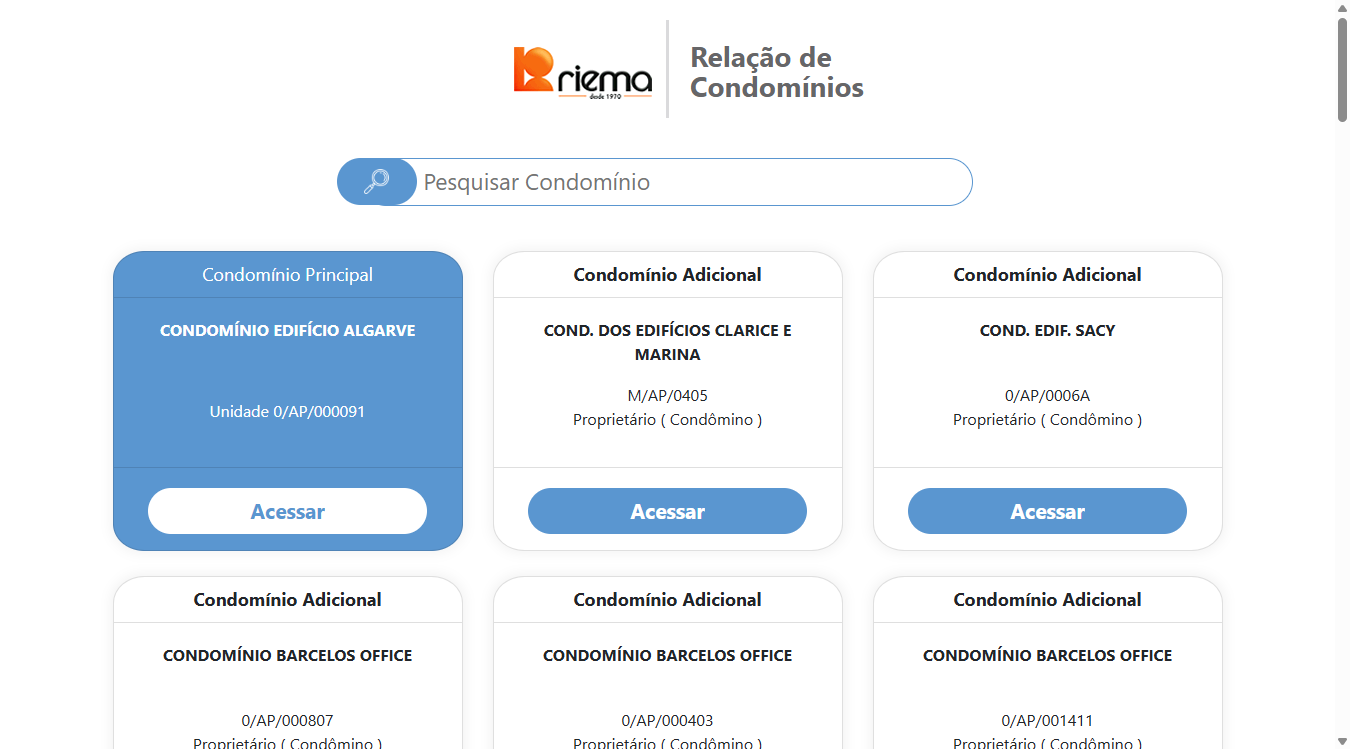 riema
desde 1970
Relação de
Condomínios
Pesquisar Condomínio
Condomínio Principal
CONDOMÍNIO EDIFÍCIO ALGARVE
Unidade 0/AP/000091
Acessar
Condomínio Adicional
COND. DOS EDIFÍCIOS CLARICE E
MARINA
M/AP/0405
Proprietário ( Condômino )
Acessar
Condomínio Adicional
COND. EDIF. SACY
0/AP/0006A
Proprietário ( Condômino )
Acessar
Condomínio Adicional
CONDOMÍNIO BARCELOS OFFICE
0/AP/000807
Proprietário ( Condômino )
Condomínio Adicional
CONDOMÍNIO BARCELOS OFFICE
0/AP/000403
Proprietário ( Condômino )
Condomínio Adicional
CONDOMÍNIO BARCELOS OFFICE
0/AP/001411
Proprietário ( Condômino )